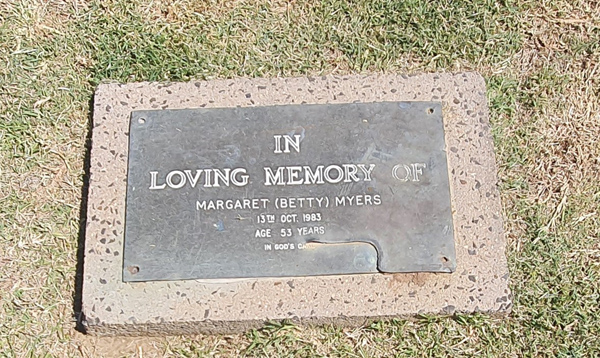 IN
LOVING MEMORY OF
MARGARET (BETTY) MYERS
13TH OCT. 1983
AGE 53 YEARS
IN GOD'S